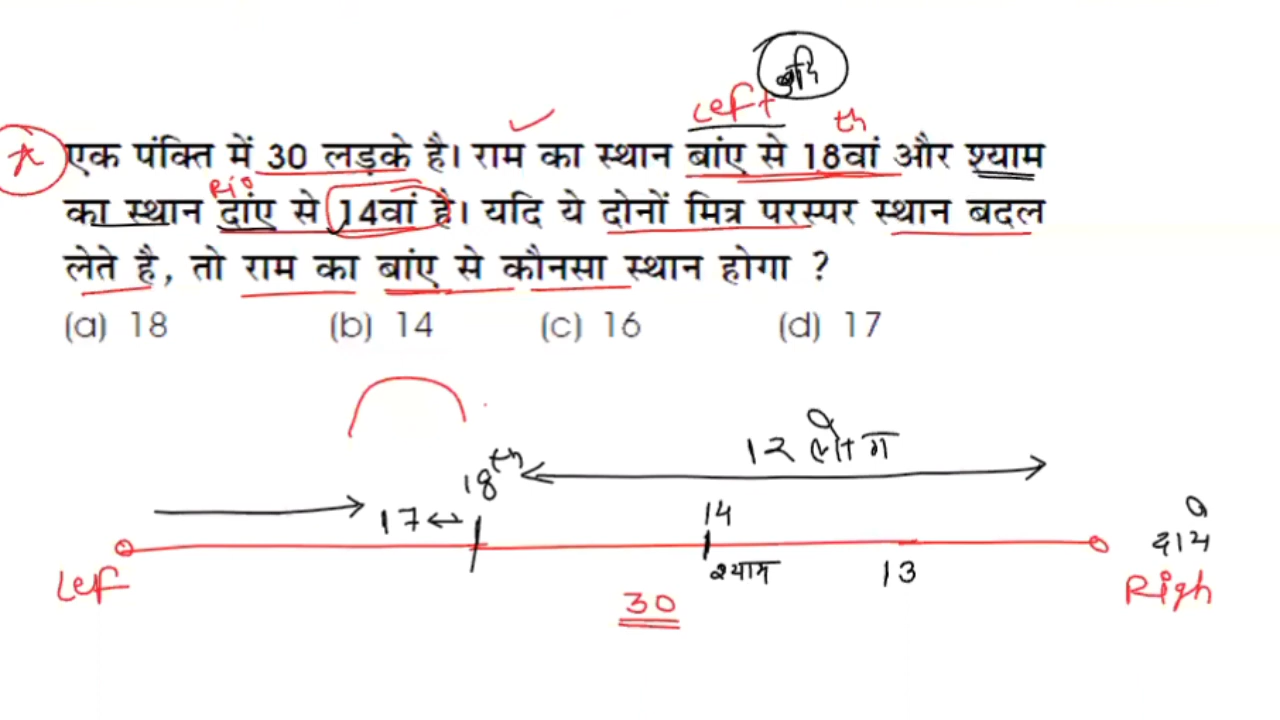 Left
th
एक पंक्ति में 30 लड़के है। राम का स्थान बांए से 18वां और श्याम
का स्थान दांए से 14वां है। यदि ये दोनों मित्र परस्पर स्थान बदल
लेते है, तो राम का बांए से कौनसा स्थान होगा ?
(a) 18 (b) 14 (c) 16 (d) 17
12 लोग
18th
17 14
श्याम 13
Lef 30 Righ